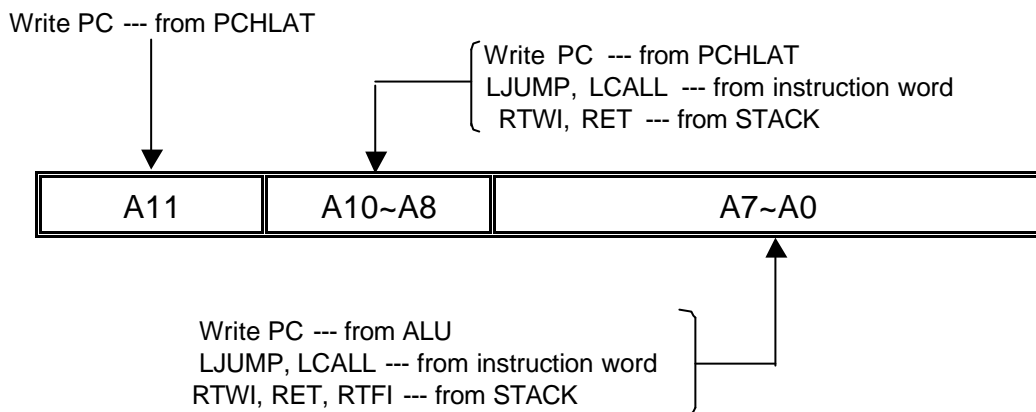 Write PC --- from PCHLAT
Write PC --- from PCHLAT
LJUMP, LCALL --- from instruction word
RTWI, RET --- from STACK
A11 A10~A8 A7~A0
Write PC --- from ALU
LJUMP, LCALL --- from instruction word
RTWI, RET, RTFI --- from STACK